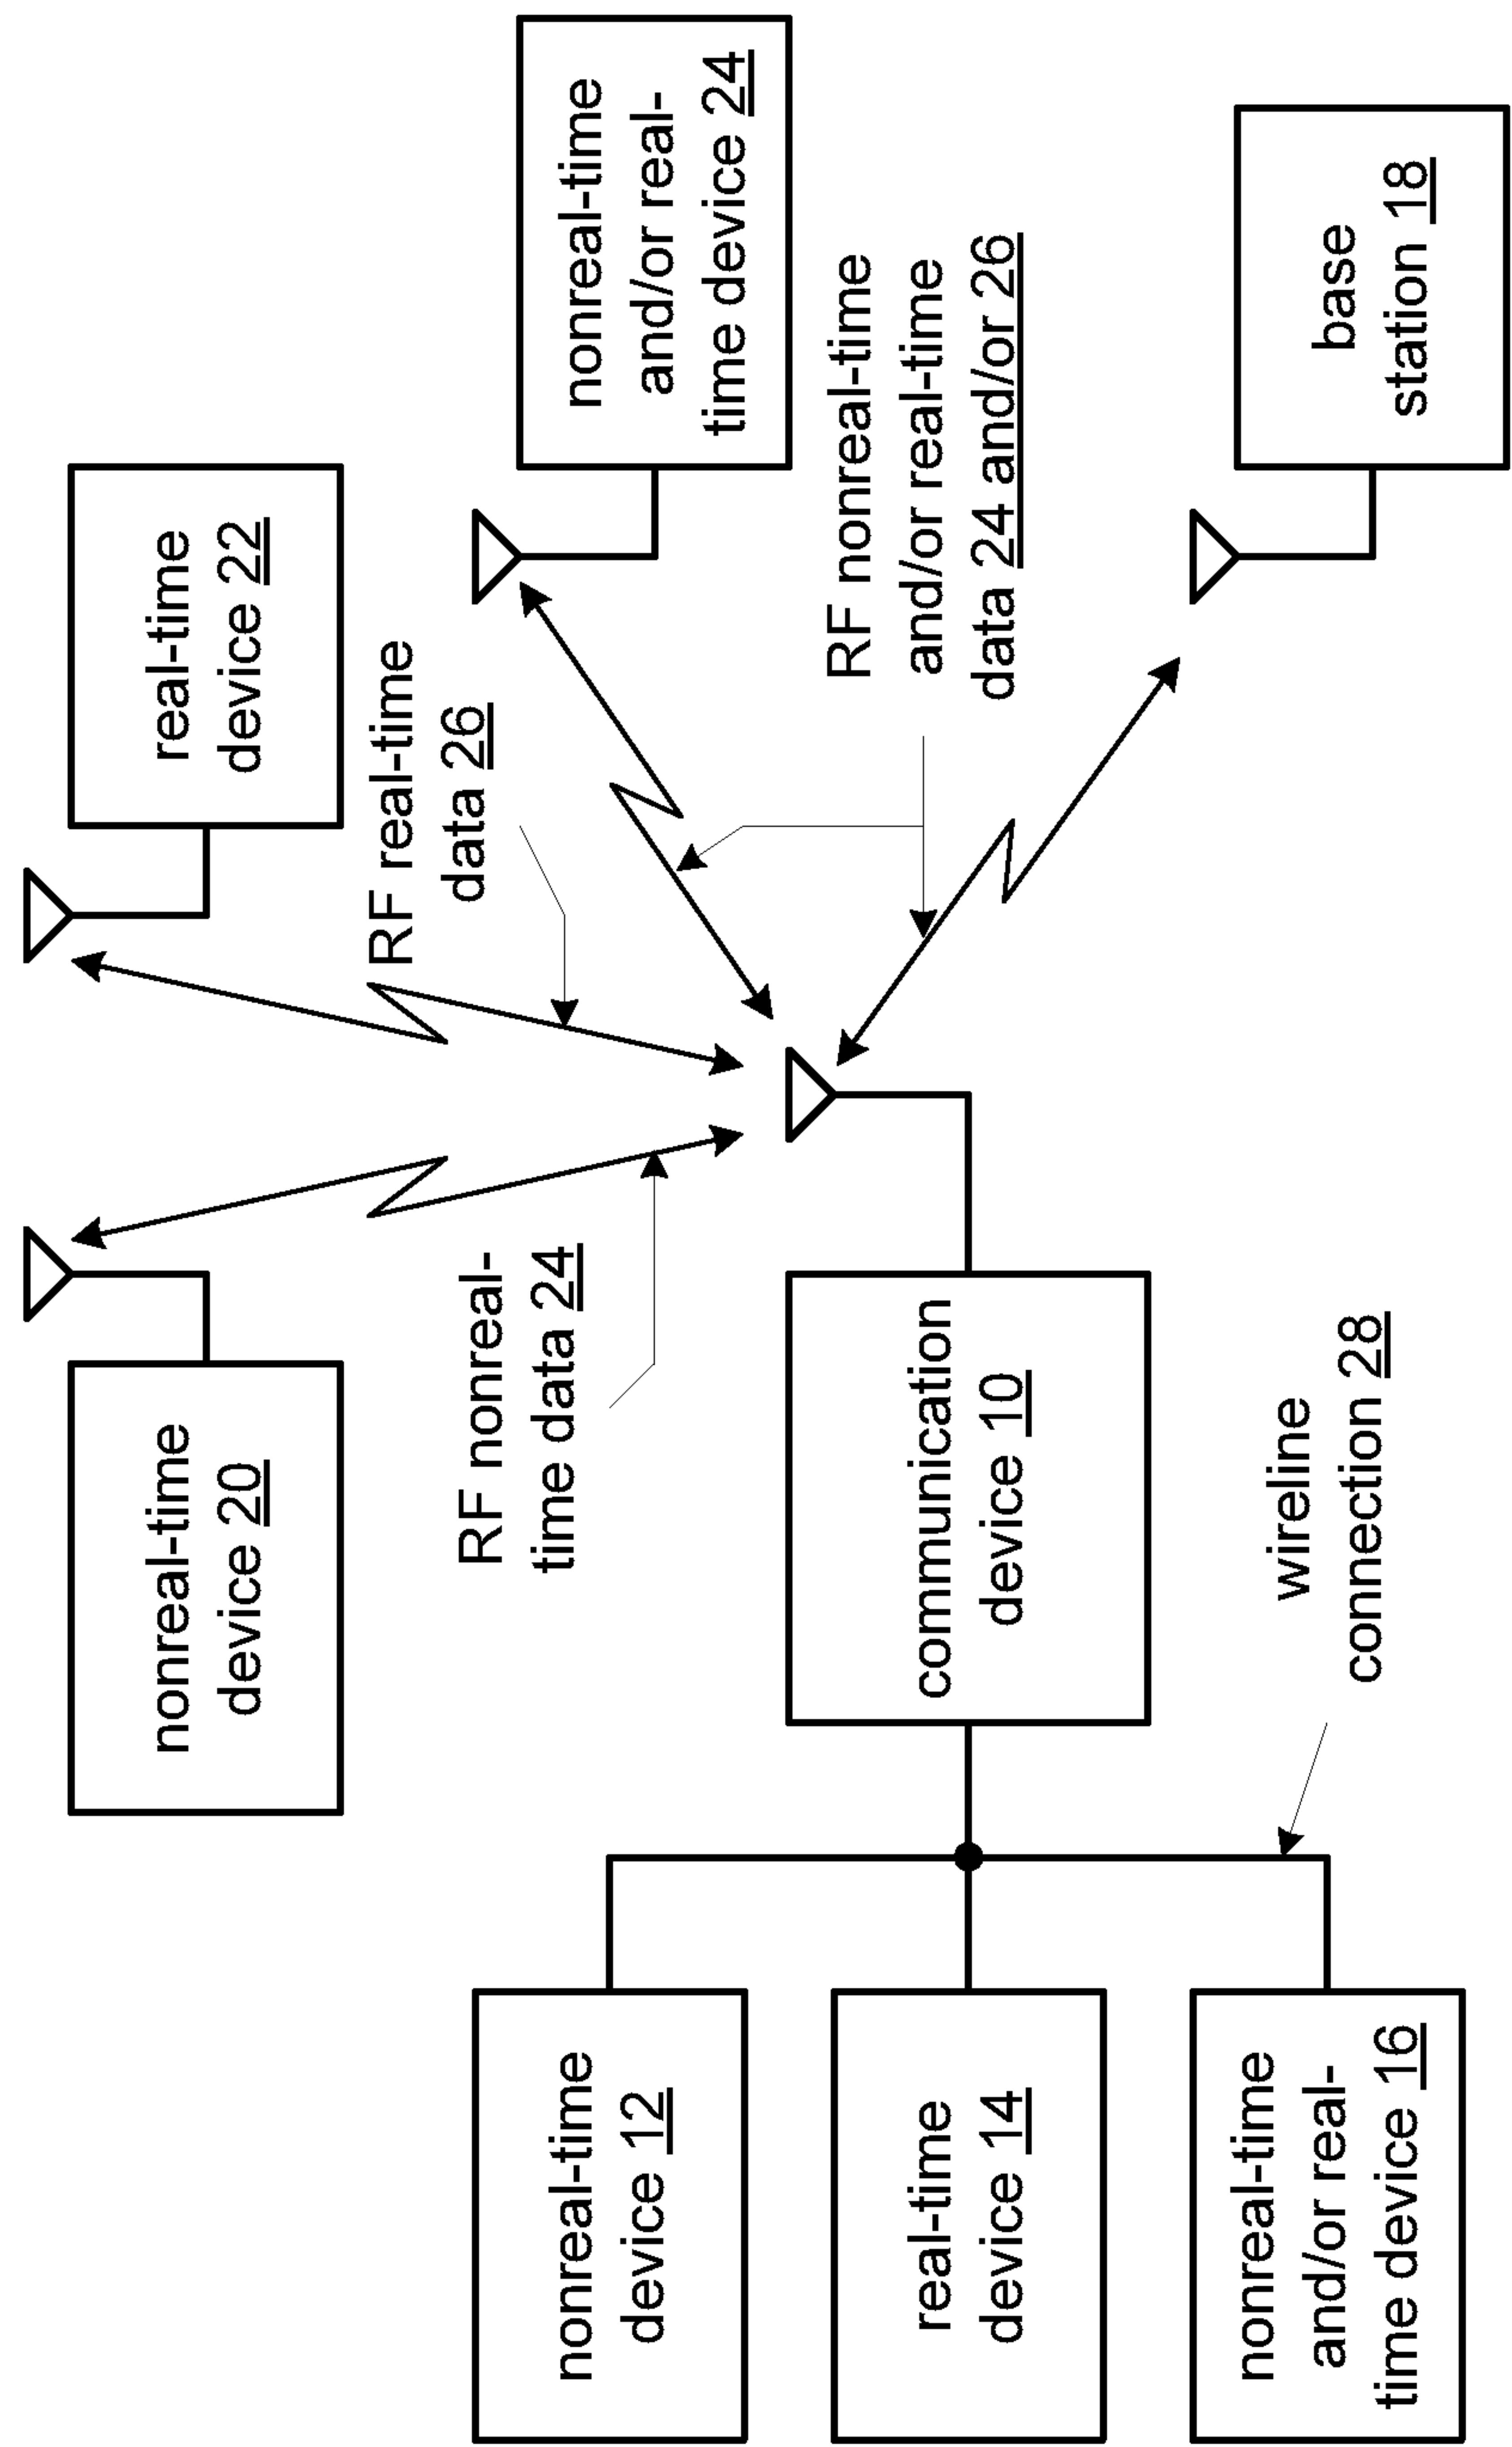 nonreal-time
device 20
real-time
device 22
RF nonreal-
time data 24
RF real-time
data 26
nonreal-time
and/or real-
time device 24
nonreal-time
device 12
real-time
device 14
nonreal-time
and/or real-
time device 16
communication
device 10
RF nonreal-time
and/or real-time
data 24 and/or 26
wireline
connection 28
base
station 18